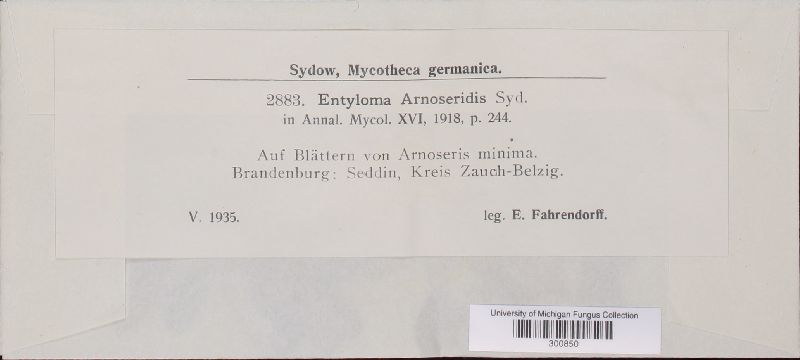 Sydow, Mycotheca germanica.
2883. Entyloma Arnoseridis Syd.
in Annal. Mycol. XVI, 1918, p. 244.
Auf Blättern von Arnoseris minima.
Brandenburg: Seddin, Kreis Zauch-Belzig.
V. 1935. leg. E. Fahrendorff.
University of Michigan Fungus Collection
300850